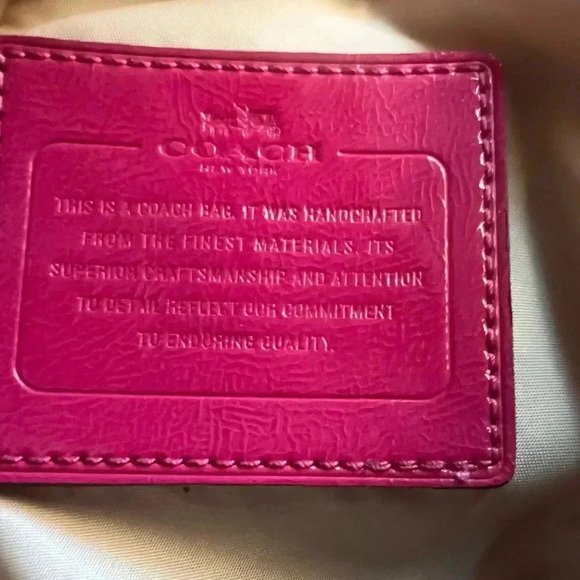 COACH
NEW YORK
THIS IS A COACH BAG. IT WAS HANDCRAFTED
FROM THE FINEST MATERIALS. ITS
SUPERIOR CRAFTSMANSHIP AND ATTENTION
TO DETAIL REFLECT OUR COMMITMENT
TO ENDURING QUALITY.